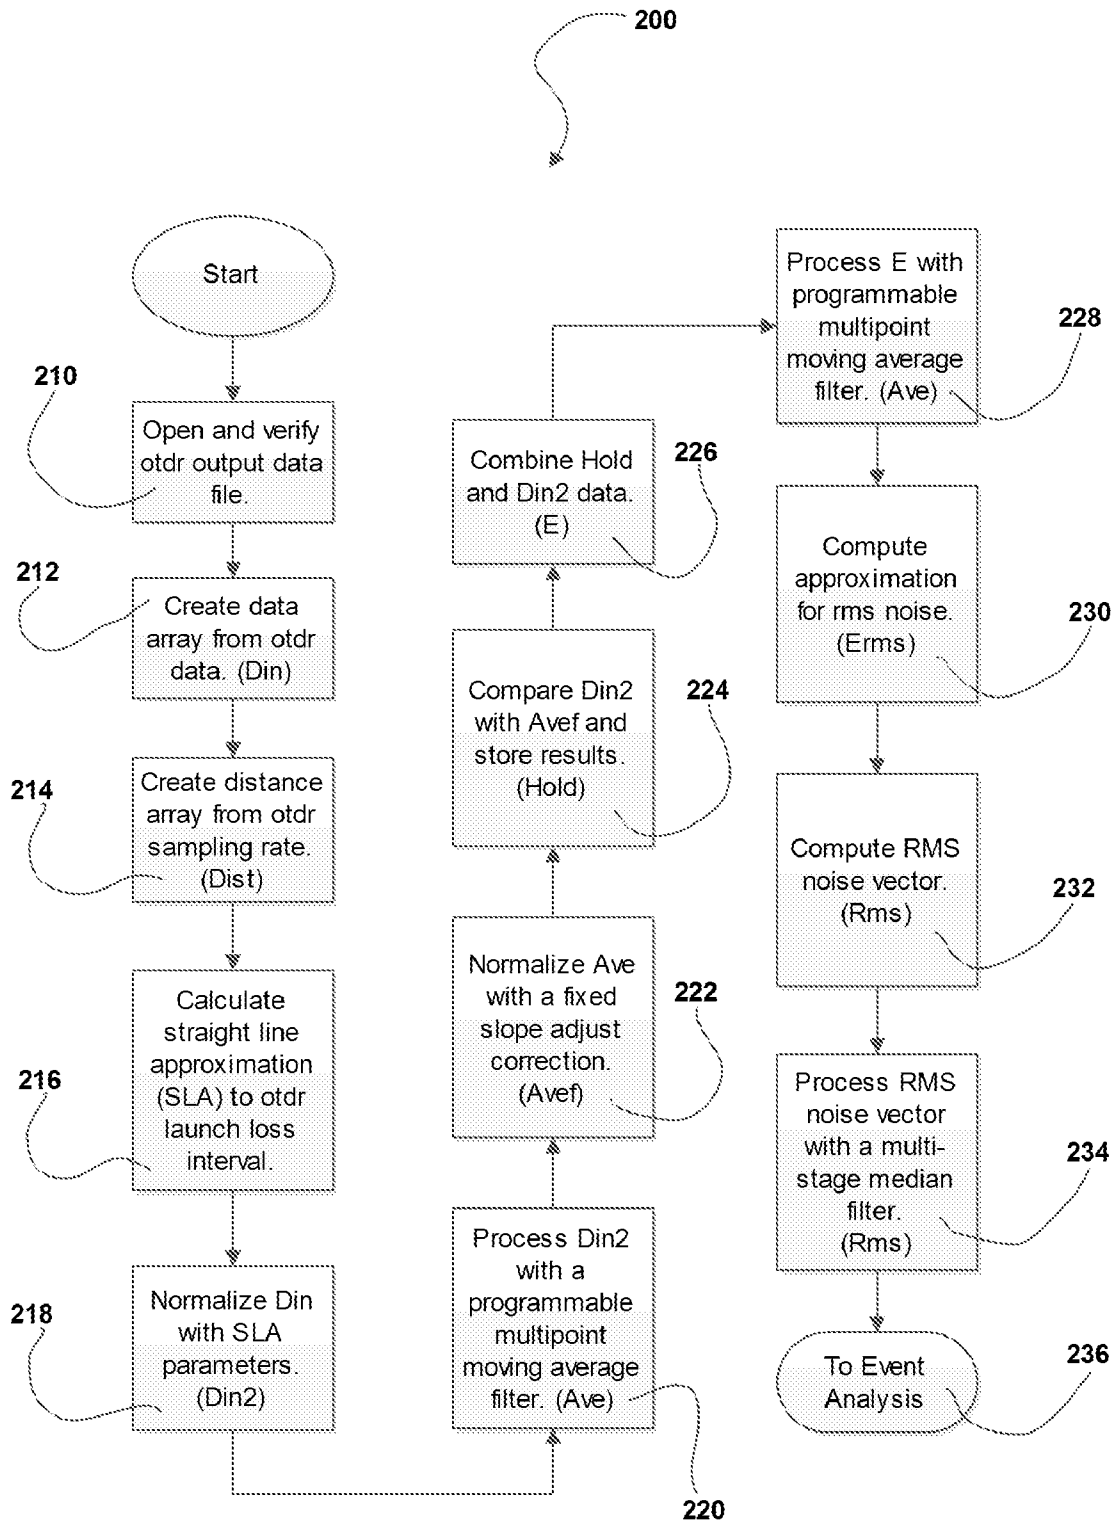 200
Start
210
Open and verify
otdr output data
file.
212
Create data
array from otdr
data. (Din)
214
Create distance
array from otdr
sampling rate.
(Dist)
216
Calculate
straight line
approximation
(SLA) to otdr
launch loss
interval.
218
Normalize Din
with SLA
parameters.
(Din2)
Process Din2
with a
programmable
multipoint
moving average
filter. (Ave)
220
Normalize Ave
with a fixed
slope adjust
correction.
(Avef)
222
Compare Din2
with Avef and
store results.
(Hold)
224
Combine Hold
and Din2 data.
(E)
226
Process E with
programmable
multipoint
moving average
filter. (Ave)
228
Compute
approximation
for rms noise.
(Erms)
230
Compute RMS
noise vector.
(Rms)
232
Process RMS
noise vector
with a multi-
stage median
filter.
(Rms)
234
To Event
Analysis
236